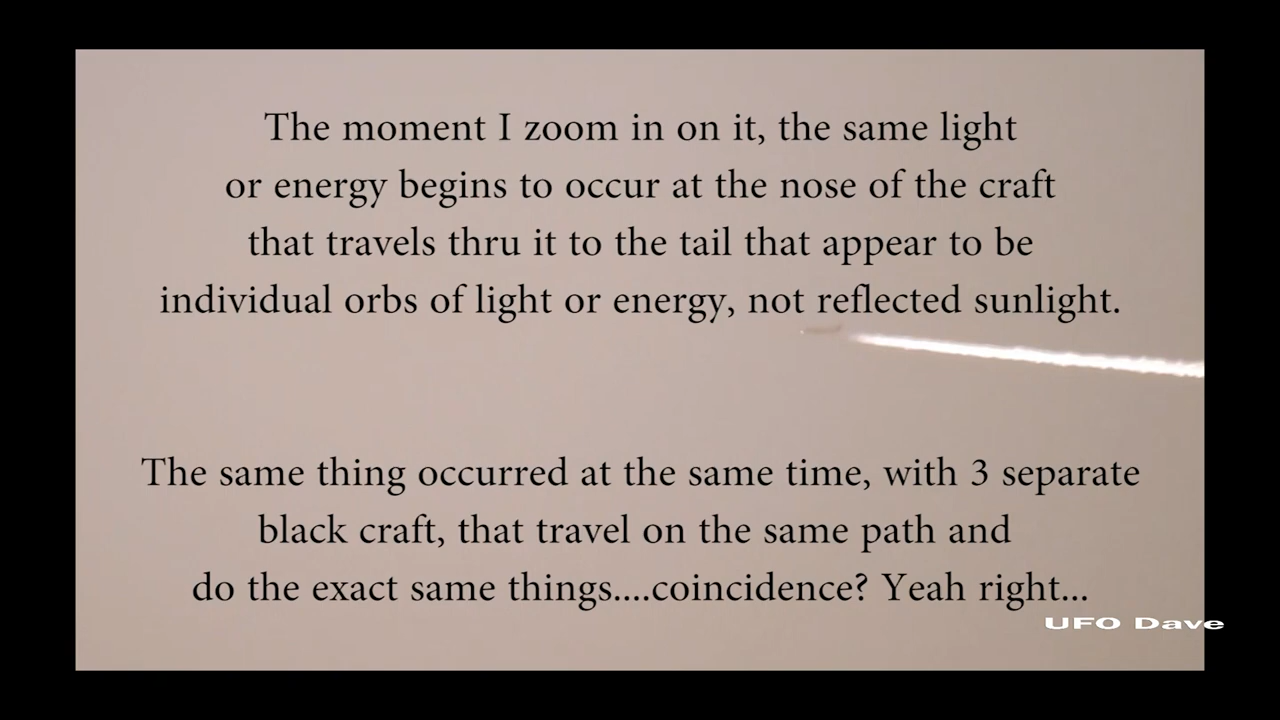 The moment I zoom in on it, the same light
or energy begins to occur at the nose of the craft
that travels thru it to the tail that appear to be
individual orbs of light or energy, not reflected sunlight.
The same thing occurred at the same time, with 3 separate
black craft, that travel on the same path and
do the exact same things....coincidence? Yeah right...
UFO Dave